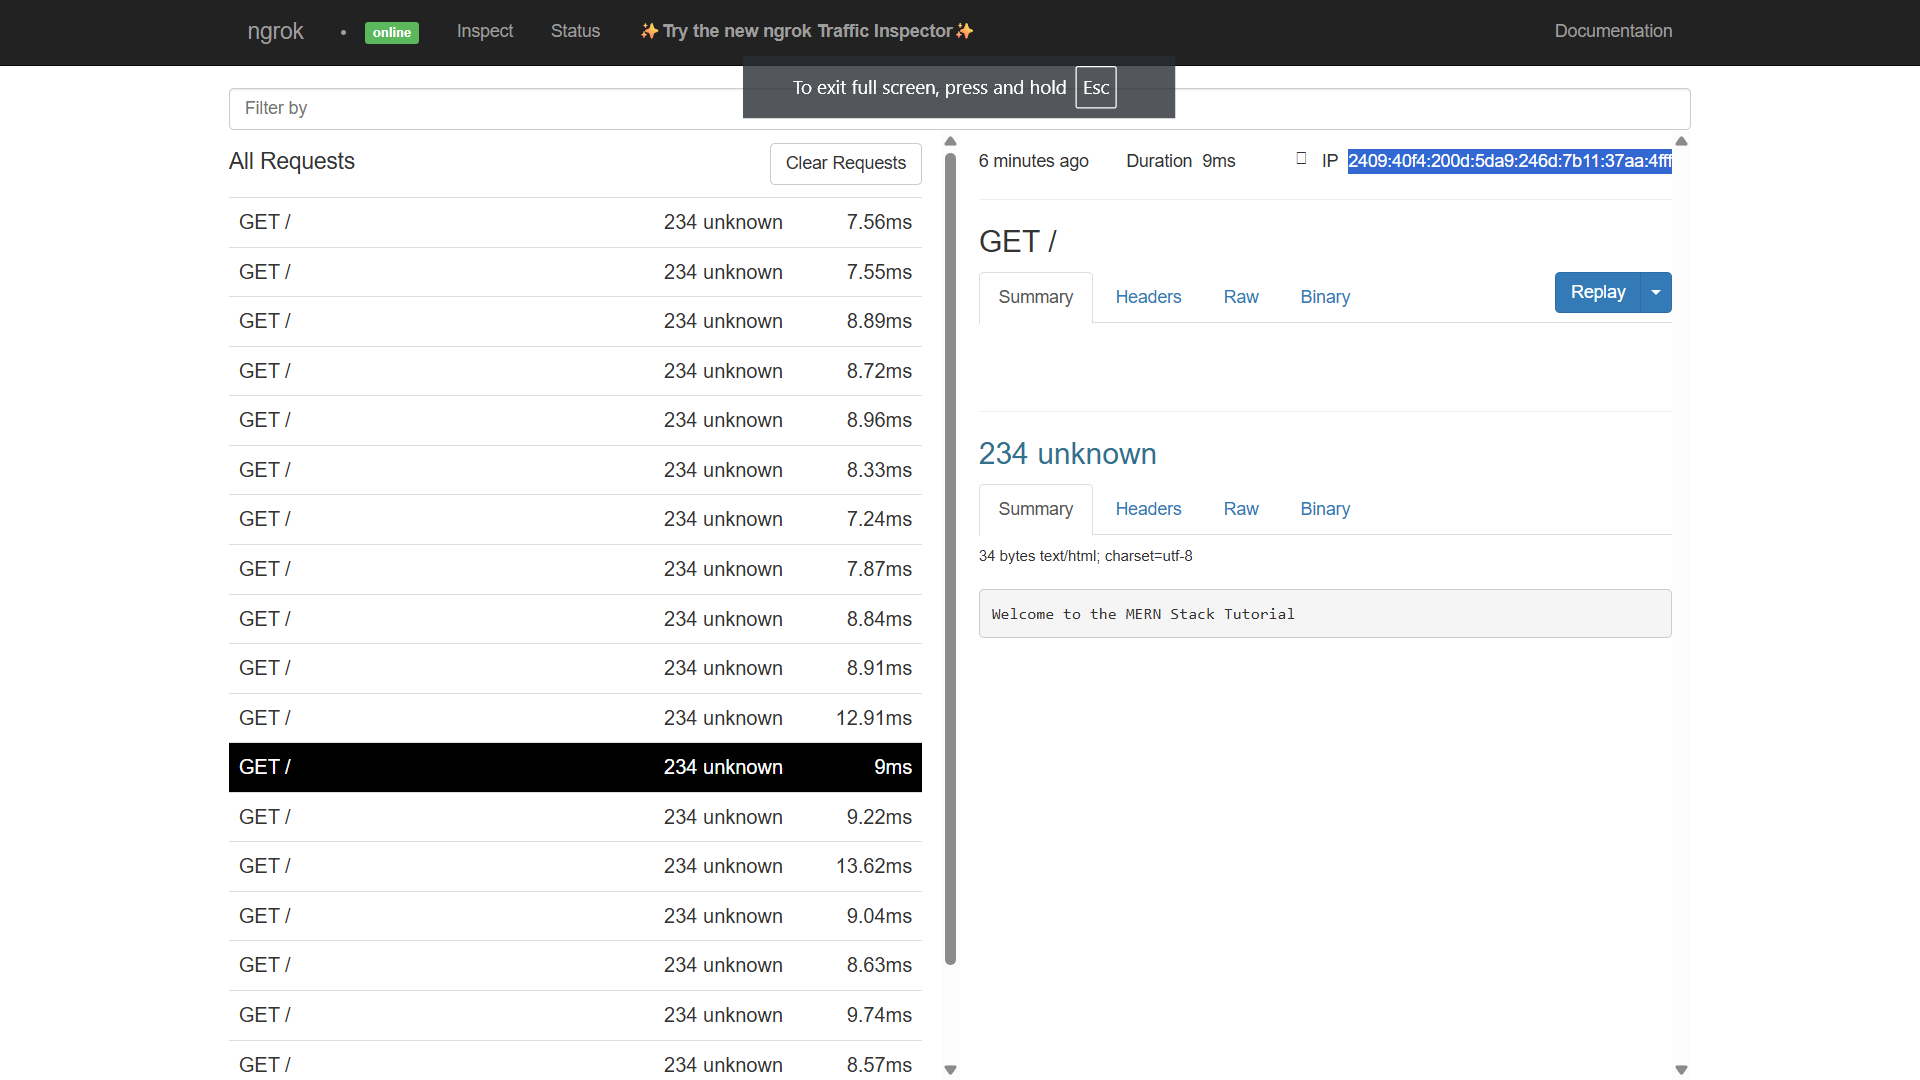 ngrok • online Inspect Status ✨Try the new ngrok Traffic Inspector✨ Documentation
To exit full screen, press and hold Esc
Filter by
All Requests
Clear Requests
GET / 234 unknown 7.56ms
GET / 234 unknown 7.55ms
GET / 234 unknown 8.89ms
GET / 234 unknown 8.72ms
GET / 234 unknown 8.96ms
GET / 234 unknown 8.33ms
GET / 234 unknown 7.24ms
GET / 234 unknown 7.87ms
GET / 234 unknown 8.84ms
GET / 234 unknown 8.91ms
GET / 234 unknown 12.91ms
GET / 234 unknown 9ms
GET / 234 unknown 9.22ms
GET / 234 unknown 13.62ms
GET / 234 unknown 9.04ms
GET / 234 unknown 8.63ms
GET / 234 unknown 9.74ms
GET / 234 unknown 8.57ms
6 minutes ago Duration 9ms IP 2409:40f4:200d:5da9:246d:7b11:37aa:4fff
GET /
Summary Headers Raw Binary Replay
234 unknown
Summary Headers Raw Binary
34 bytes text/html; charset=utf-8
Welcome to the MERN Stack Tutorial